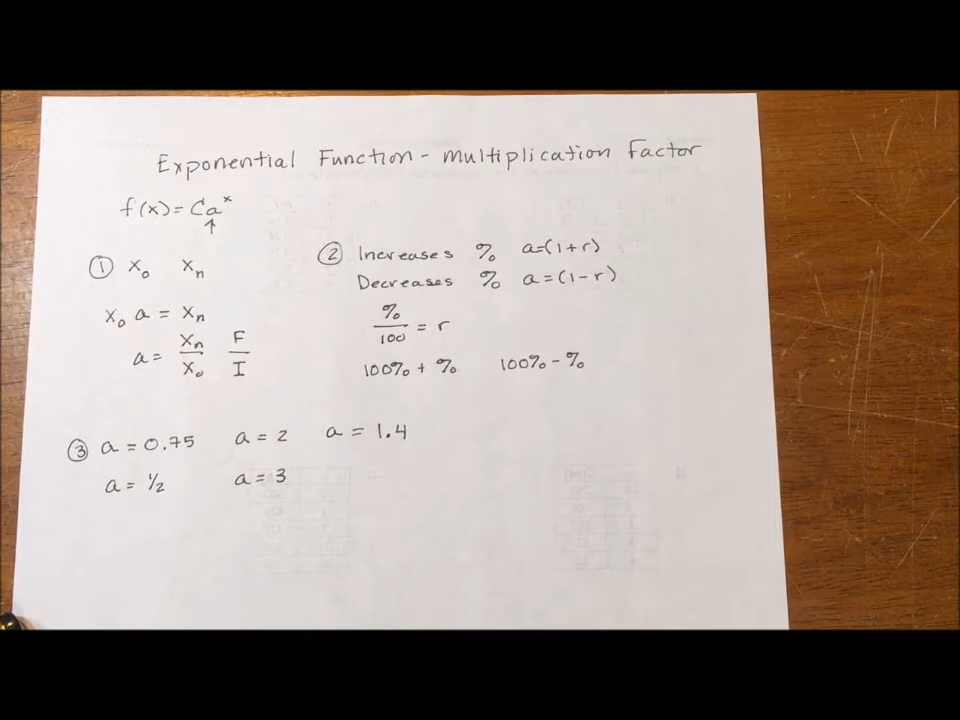 Exponential Function - multiplication Factor
f(x) = Ca^x
↑
① x₀ xₙ
x₀ a = xₙ
a = xₙ/x₀ F/I
② Increases % a=(1+r)
Decreases % a=(1-r)
%/100 = r
100% + % 100% - %
③ a = 0.75 a = 2 a = 1.4
a = 1/2 a = 3